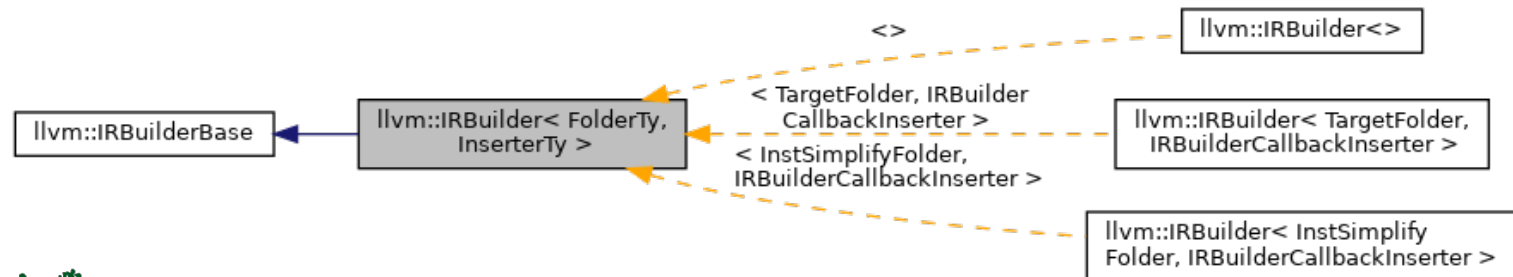 <>
llvm::IRBuilder<>
< TargetFolder, IRBuilder
CallbackInserter >
llvm::IRBuilderBase
llvm::IRBuilder< FolderTy,
InserterTy >
llvm::IRBuilder< TargetFolder,
IRBuilderCallbackInserter >
< InstSimplifyFolder,
IRBuilderCallbackInserter >
llvm::IRBuilder< InstSimplify
Folder, IRBuilderCallbackInserter >